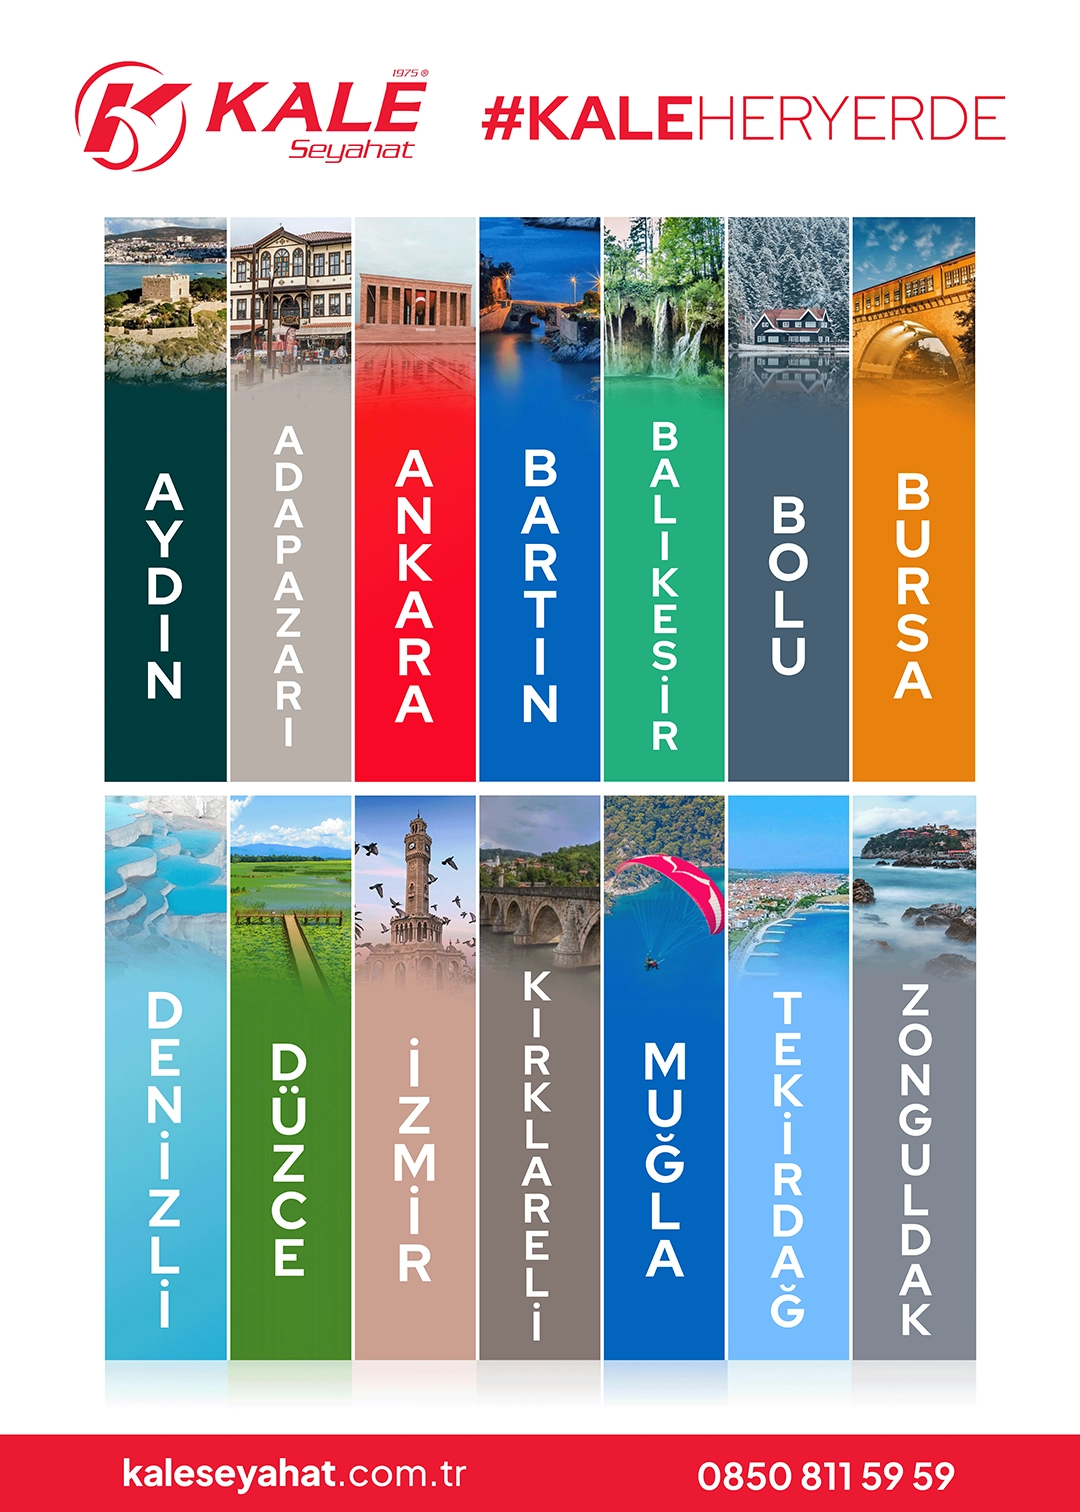 1975 ®
KALE
Seyahat
#KALEHERYERDE
AYDIN
ADAPAZARI
ANKARA
BARTIN
BALIKESİR
BOLU
BURSA
DENİZLİ
DÜZCE
İZMİR
KIRKLARELİ
MUĞLA
TEKİRDAĞ
ZONGULDAK
kaleseyahat.com.tr
0850 811 59 59